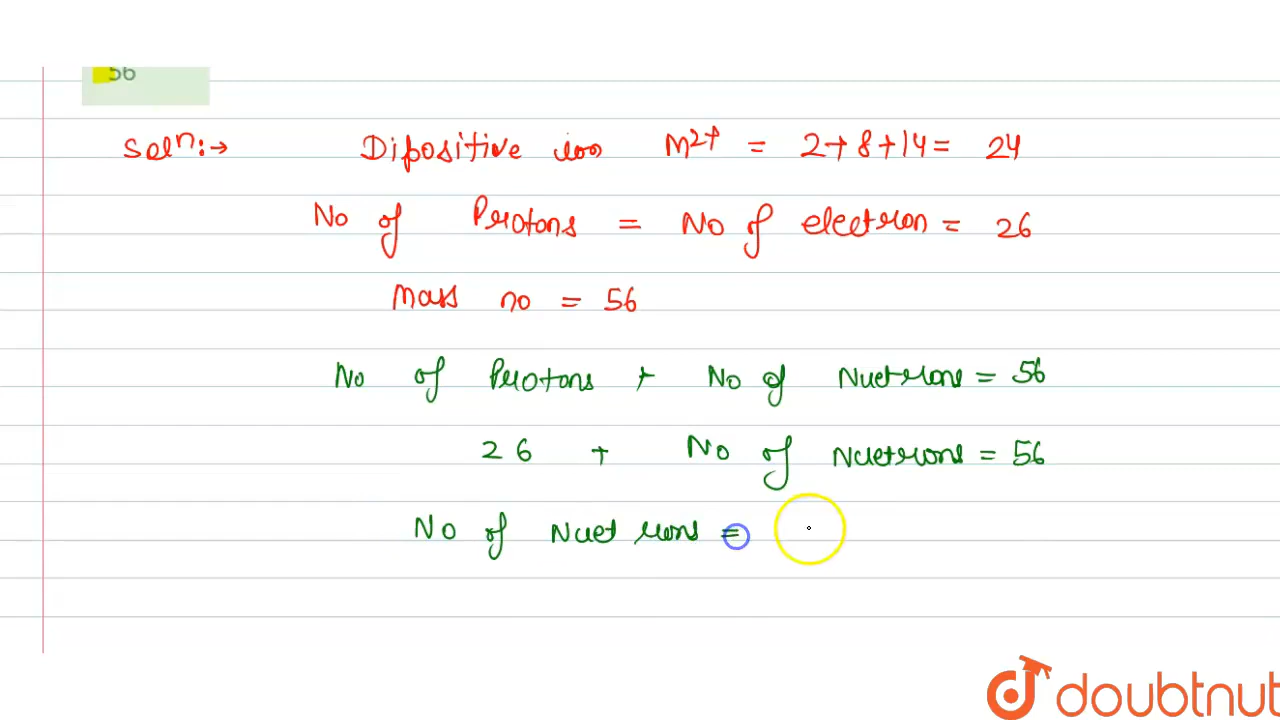 56
Solⁿ:→ Dipositive ion M²⁺ = 2+8+14 = 24
No of Protons = No of electron = 26
Mass no = 56
No of Protons + No of Nuetrons = 56
26 + No of Nuetrons = 56
No of Nuetrons =
doubtnut